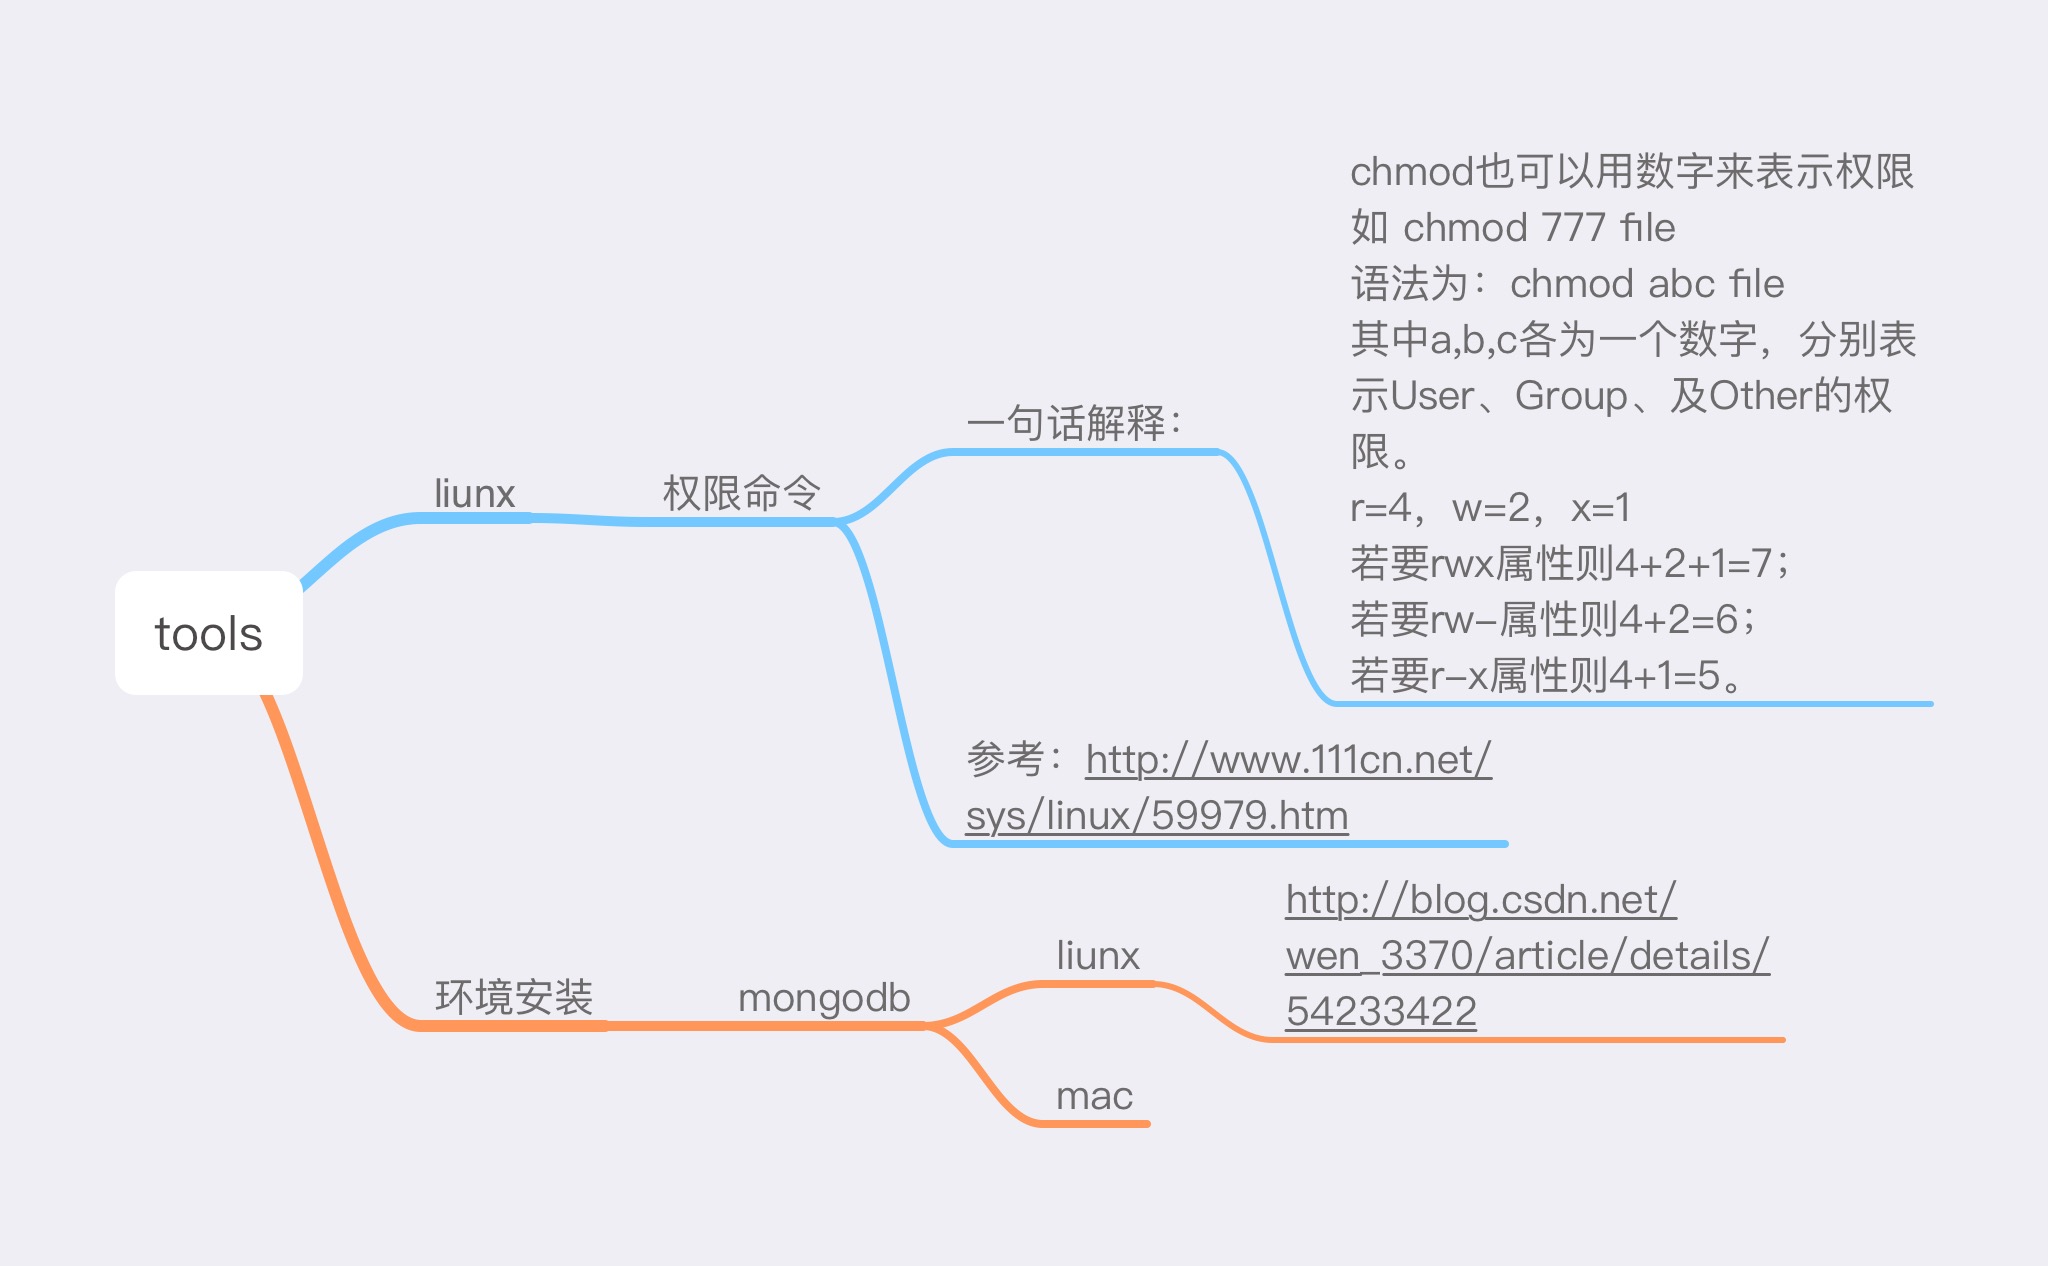 tools
liunx
权限命令
一句话解释：
chmod也可以用数字来表示权限
如 chmod 777 file
语法为：chmod abc file
其中a,b,c各为一个数字，分别表
示User、Group、及Other的权
限。
r=4，w=2，x=1
若要rwx属性则4+2+1=7；
若要rw-属性则4+2=6；
若要r-x属性则4+1=5。
参考：http://www.111cn.net/
sys/linux/59979.htm
环境安装
mongodb
liunx
http://blog.csdn.net/
wen_3370/article/details/
54233422
mac